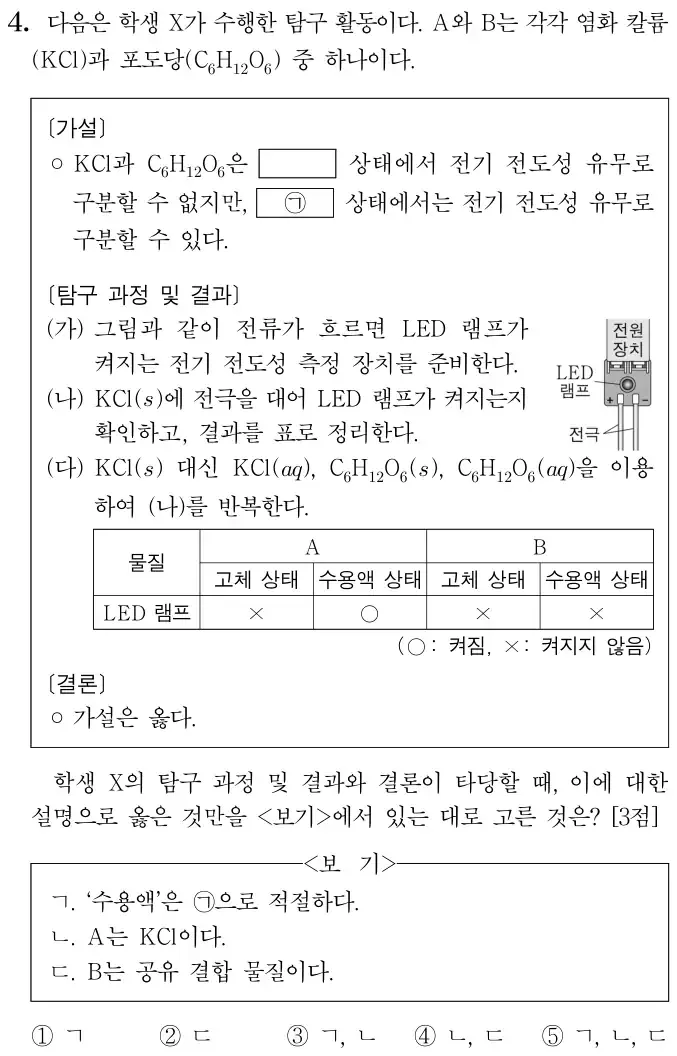 4. 다음은 학생 X가 수행한 탐구 활동이다. A와 B는 각각 염화 칼륨
(KCl)과 포도당(C₆H₁₂O₆) 중 하나이다.
〔가설〕
○ KCl과 C₆H₁₂O₆은 상태에서 전기 전도성 유무로
구분할 수 없지만, ㉠ 상태에서는 전기 전도성 유무로
구분할 수 있다.
〔탐구 과정 및 결과〕
(가) 그림과 같이 전류가 흐르면 LED 램프가
켜지는 전기 전도성 측정 장치를 준비한다.
(나) KCl(s)에 전극을 대어 LED 램프가 켜지는지
확인하고, 결과를 표로 정리한다.
(다) KCl(s) 대신 KCl(aq), C₆H₁₂O₆(s), C₆H₁₂O₆(aq)을 이용
하여 (나)를 반복한다.
전원
장치
LED
램프
+ −
전극
물질 A B
고체 상태 수용액 상태 고체 상태 수용액 상태
LED 램프 × ○ × ×
(○: 켜짐, ×: 켜지지 않음)
〔결론〕
○ 가설은 옳다.
학생 X의 탐구 과정 및 결과와 결론이 타당할 때, 이에 대한
설명으로 옳은 것만을 <보기>에서 있는 대로 고른 것은? [3점]
<보 기>
ㄱ. ‘수용액’은 ㉠으로 적절하다.
ㄴ. A는 KCl이다.
ㄷ. B는 공유 결합 물질이다.
① ㄱ ② ㄷ ③ ㄱ, ㄴ ④ ㄴ, ㄷ ⑤ ㄱ, ㄴ, ㄷ